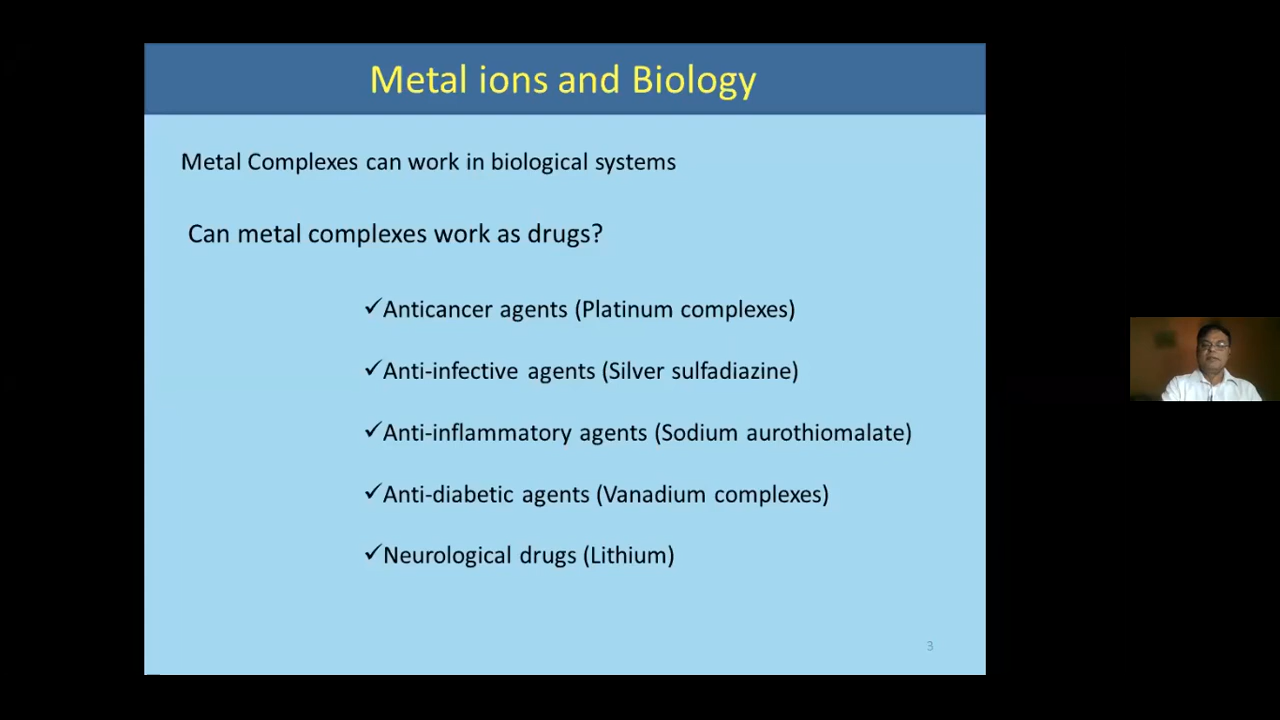 Metal ions and Biology
Metal Complexes can work in biological systems
Can metal complexes work as drugs?
✓Anticancer agents (Platinum complexes)
✓Anti-infective agents (Silver sulfadiazine)
✓Anti-inflammatory agents (Sodium aurothiomalate)
✓Anti-diabetic agents (Vanadium complexes)
✓Neurological drugs (Lithium)
3